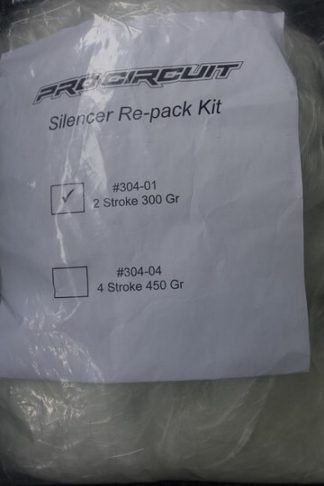 PRO CIRCUIT
Silencer Re-pack Kit
#304-01
2 Stroke 300 Gr
#304-04
4 Stroke 450 Gr